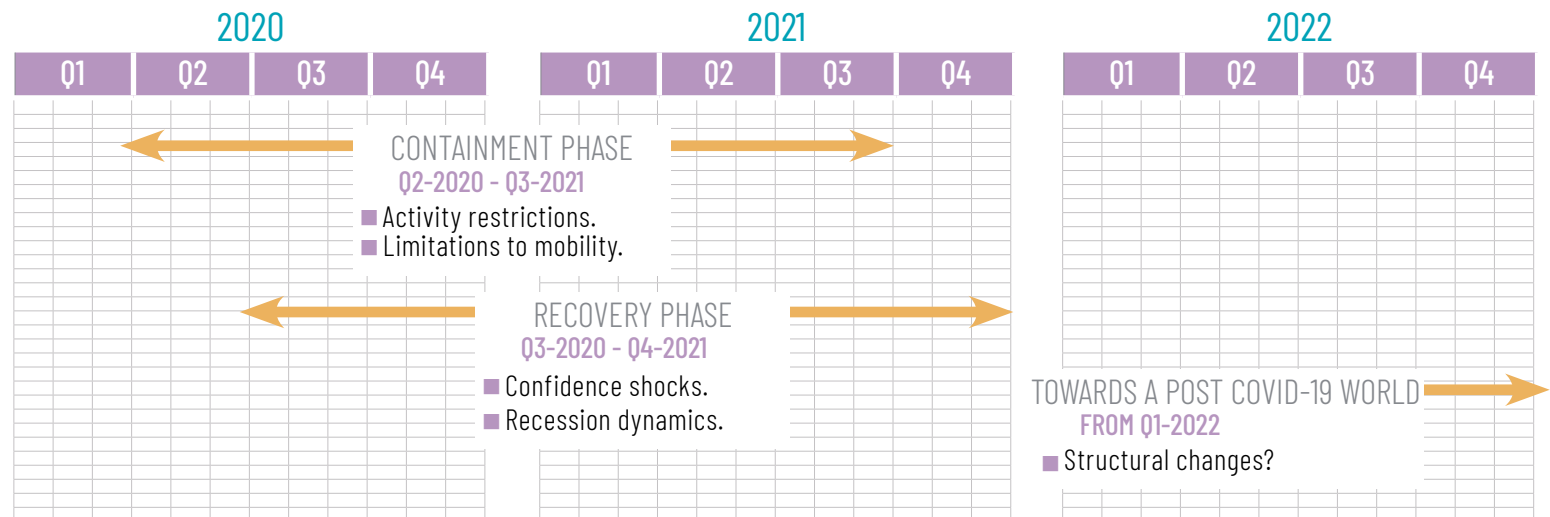 2020
2021
2022
Q1 Q2 Q3 Q4
Q1 Q2 Q3 Q4
Q1 Q2 Q3 Q4
CONTAINMENT PHASE
Q2-2020 - Q3-2021
Activity restrictions.
Limitations to mobility.
RECOVERY PHASE
Q3-2020 - Q4-2021
Confidence shocks.
Recession dynamics.
TOWARDS A POST COVID-19 WORLD
FROM Q1-2022
Structural changes?